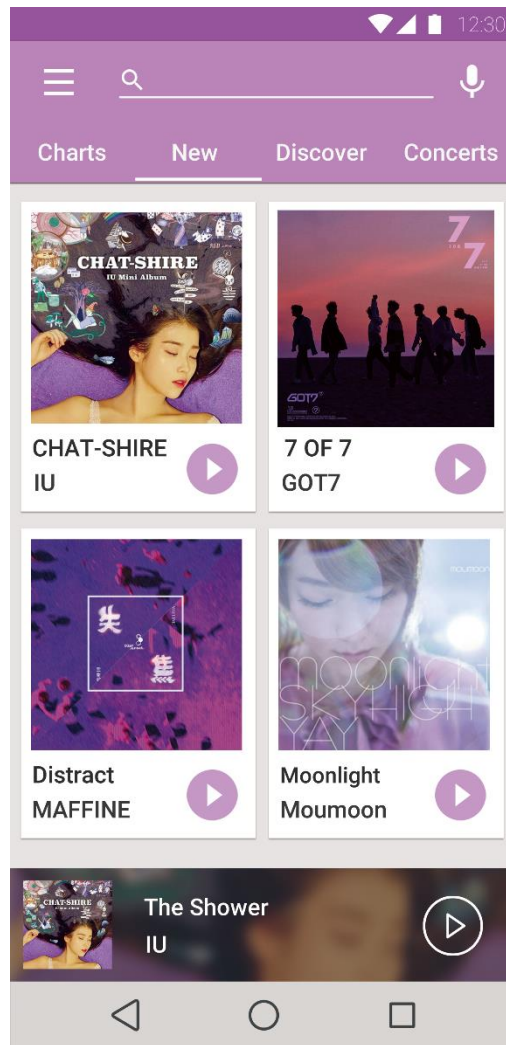 12:30
Charts New Discover Concerts
CHAT-SHIRE
IU Mini Album
7
7
GOT7
CHAT-SHIRE
IU
7 OF 7
GOT7
失
焦
moumoon
MOONLIGHT
SKY HIGH
YAY
Distract
MAFFINE
Moonlight
Moumoon
CHAT-SHIRE
The Shower
IU